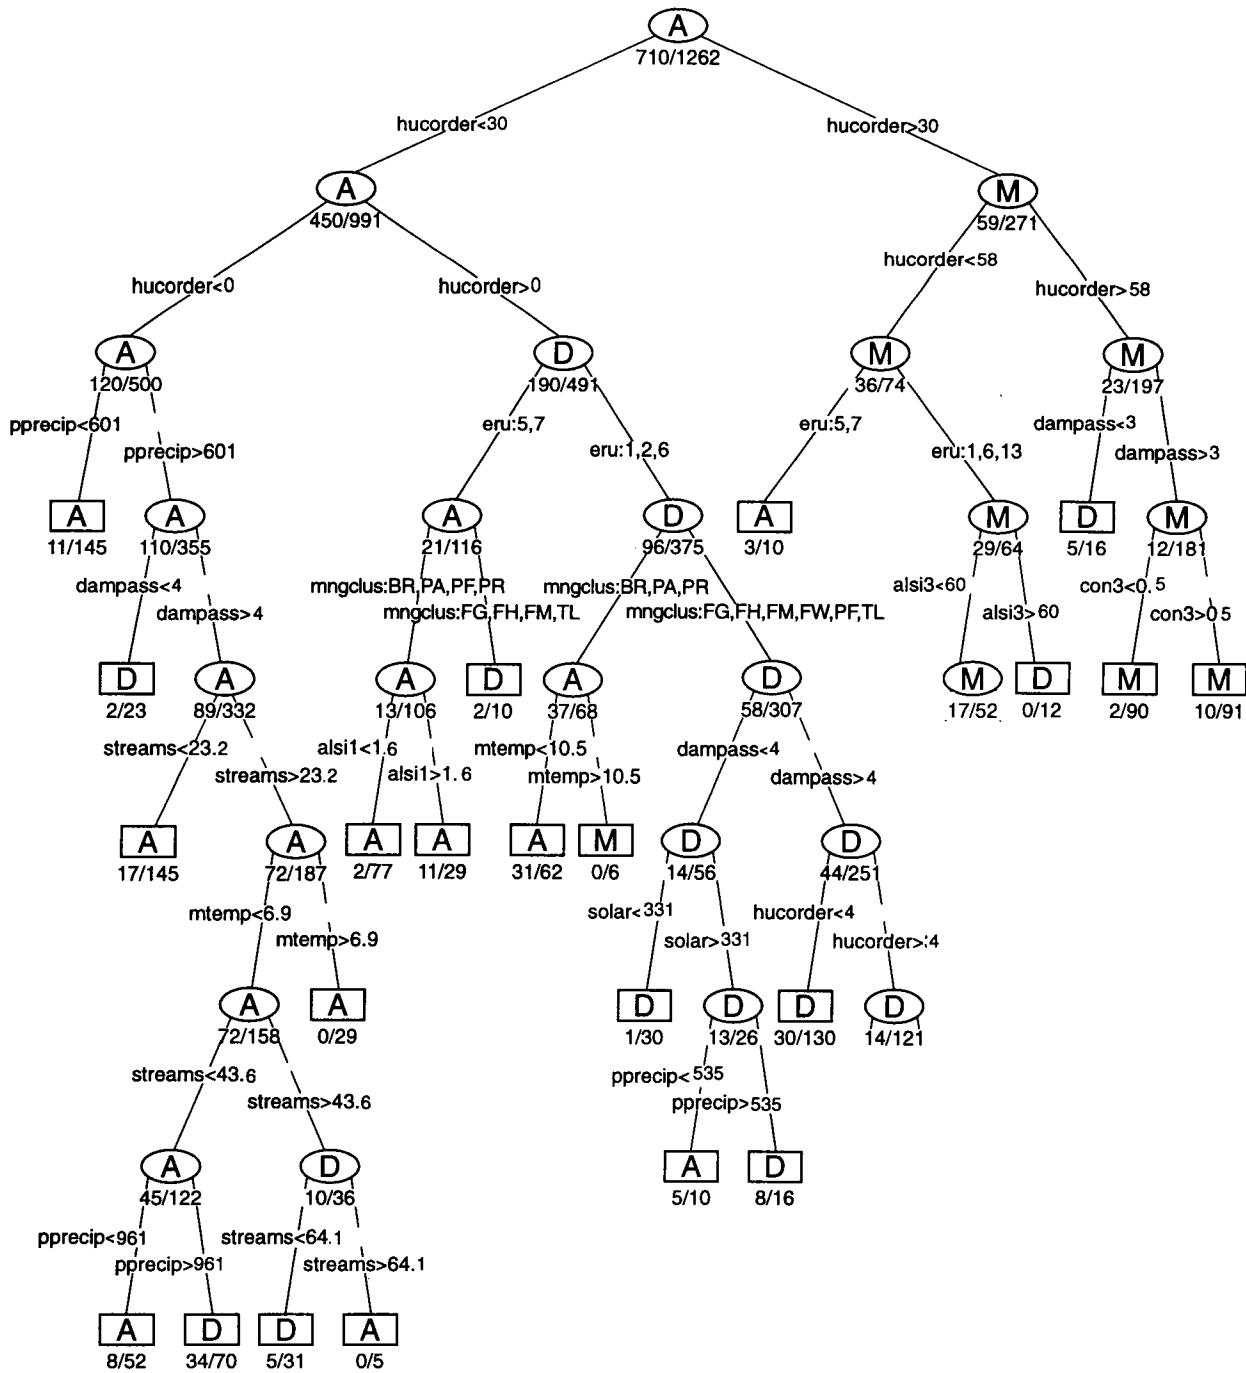 A
710/1262
hucorder<30
hucorder>30
A
M
450/991
59/271
hucorder<58
hucorder<0
hucorder>0
hucorder>58
A
D
M
M
120/500
190/491
36/74
23/197
pprecip<601
eru:5,7
eru:5,7
dampass<3
pprecip>601
eru:1,2,6
eru:1,6,13
dampass>3
A
A
A
D
A
M
D
M
11/145
110/355
21/116
96/375
3/10
29/64
5/16
12/181
dampass<4
mngclus:BR,PA,PF,PR
mngclus:BR,PA,PR
alsi3<60
con3<0.5
dampass>4
mngclus:FG,FH,FM,TL
mngclus:FG,FH,FM,FW,PF,TL
alsi3>60
con3>0 5
D
A
A
D
A
D
M
D
M
M
2/23
89/332
13/106
2/10
37/68
58/307
17/52
0/12
2/90
10/91
streams<23.2
alsi1<1.6
mtemp<10.5
dampass<4
streams>23.2
alsi1>1.6
mtemp>10.5
dampass>4
A
A
A
A
A
M
D
D
17/145
72/187
2/77
11/29
31/62
0/6
14/56
44/251
mtemp<6.9
solar<331
hucorder<4
mtemp>6.9
solar>331
hucorder>:4
A
A
D
D
D
D
72/158
0/29
1/30
13/26
30/130
14/121
streams<43.6
pprecip<535
streams>43.6
pprecip>535
A
D
A
D
45/122
10/36
5/10
8/16
pprecip<961
streams<64.1
pprecip>961
streams>64.1
A
D
D
A
8/52
34/70
5/31
0/5